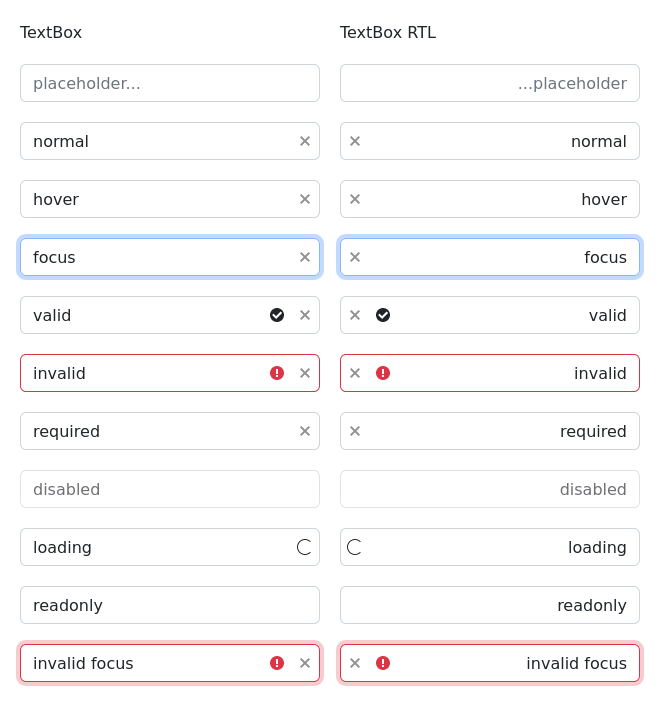 TextBox TextBox RTL
placeholder... ...placeholder
normal normal
hover hover
focus focus
valid valid
invalid invalid
required required
disabled disabled
loading loading
readonly readonly
invalid focus invalid focus